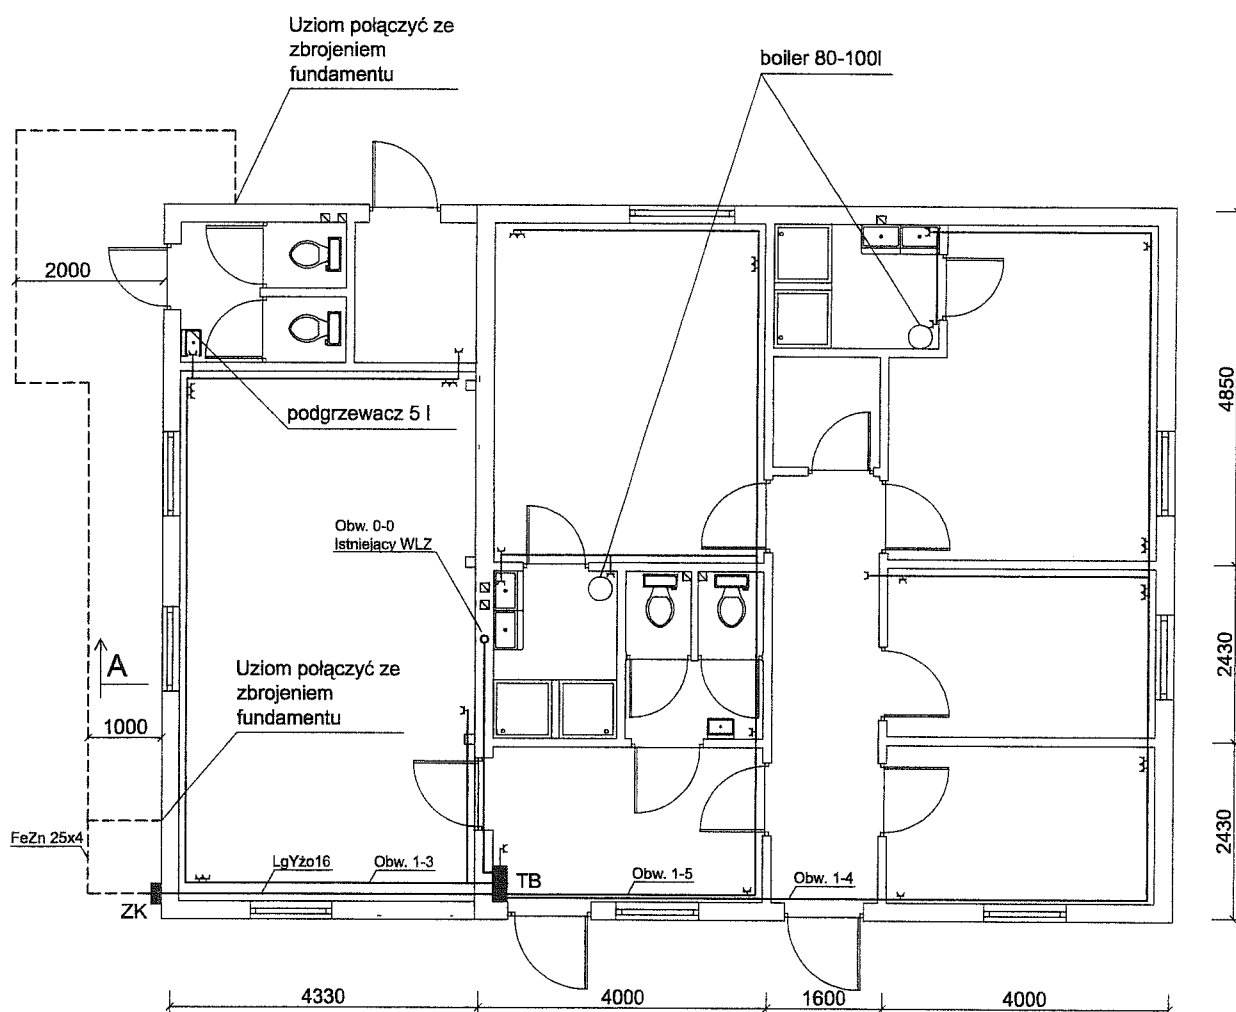 Uziom połączyć ze
zbrojeniem
fundamentu
boiler 80-100l
2000
4850
podgrzewacz 5 l
Obw. 0-0
Istniejący WLZ
A
Uziom połączyć ze
zbrojeniem
fundamentu
2430
1000
FeZn 25x4
2430
LgYżo16
Obw. 1-3
TB
Obw. 1-5
Obw. 1-4
ZK
4330
4000
1600
4000